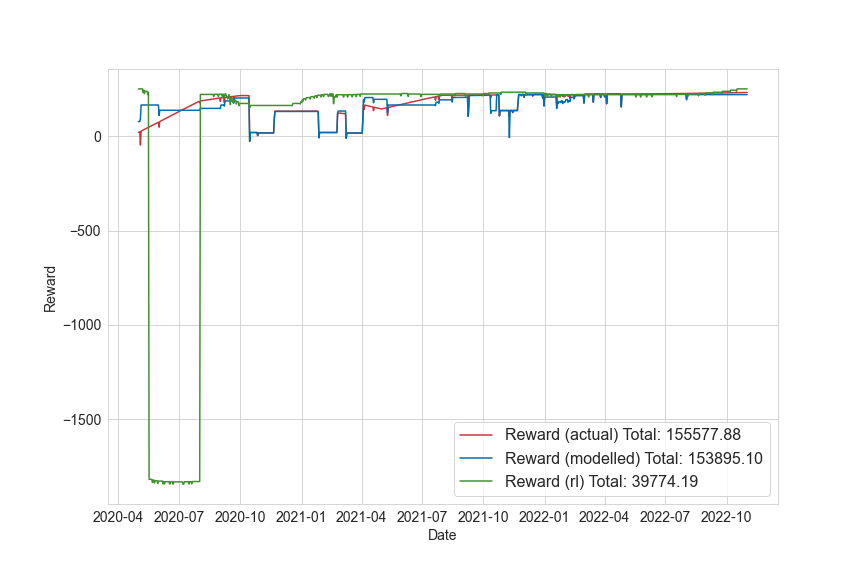 0
−500
−1000
−1500
Reward
Reward (actual) Total: 155577.88
Reward (modelled) Total: 153895.10
Reward (rl) Total: 39774.19
2020-04 2020-07 2020-10 2021-01 2021-04 2021-07 2021-10 2022-01 2022-04 2022-07 2022-10
Date